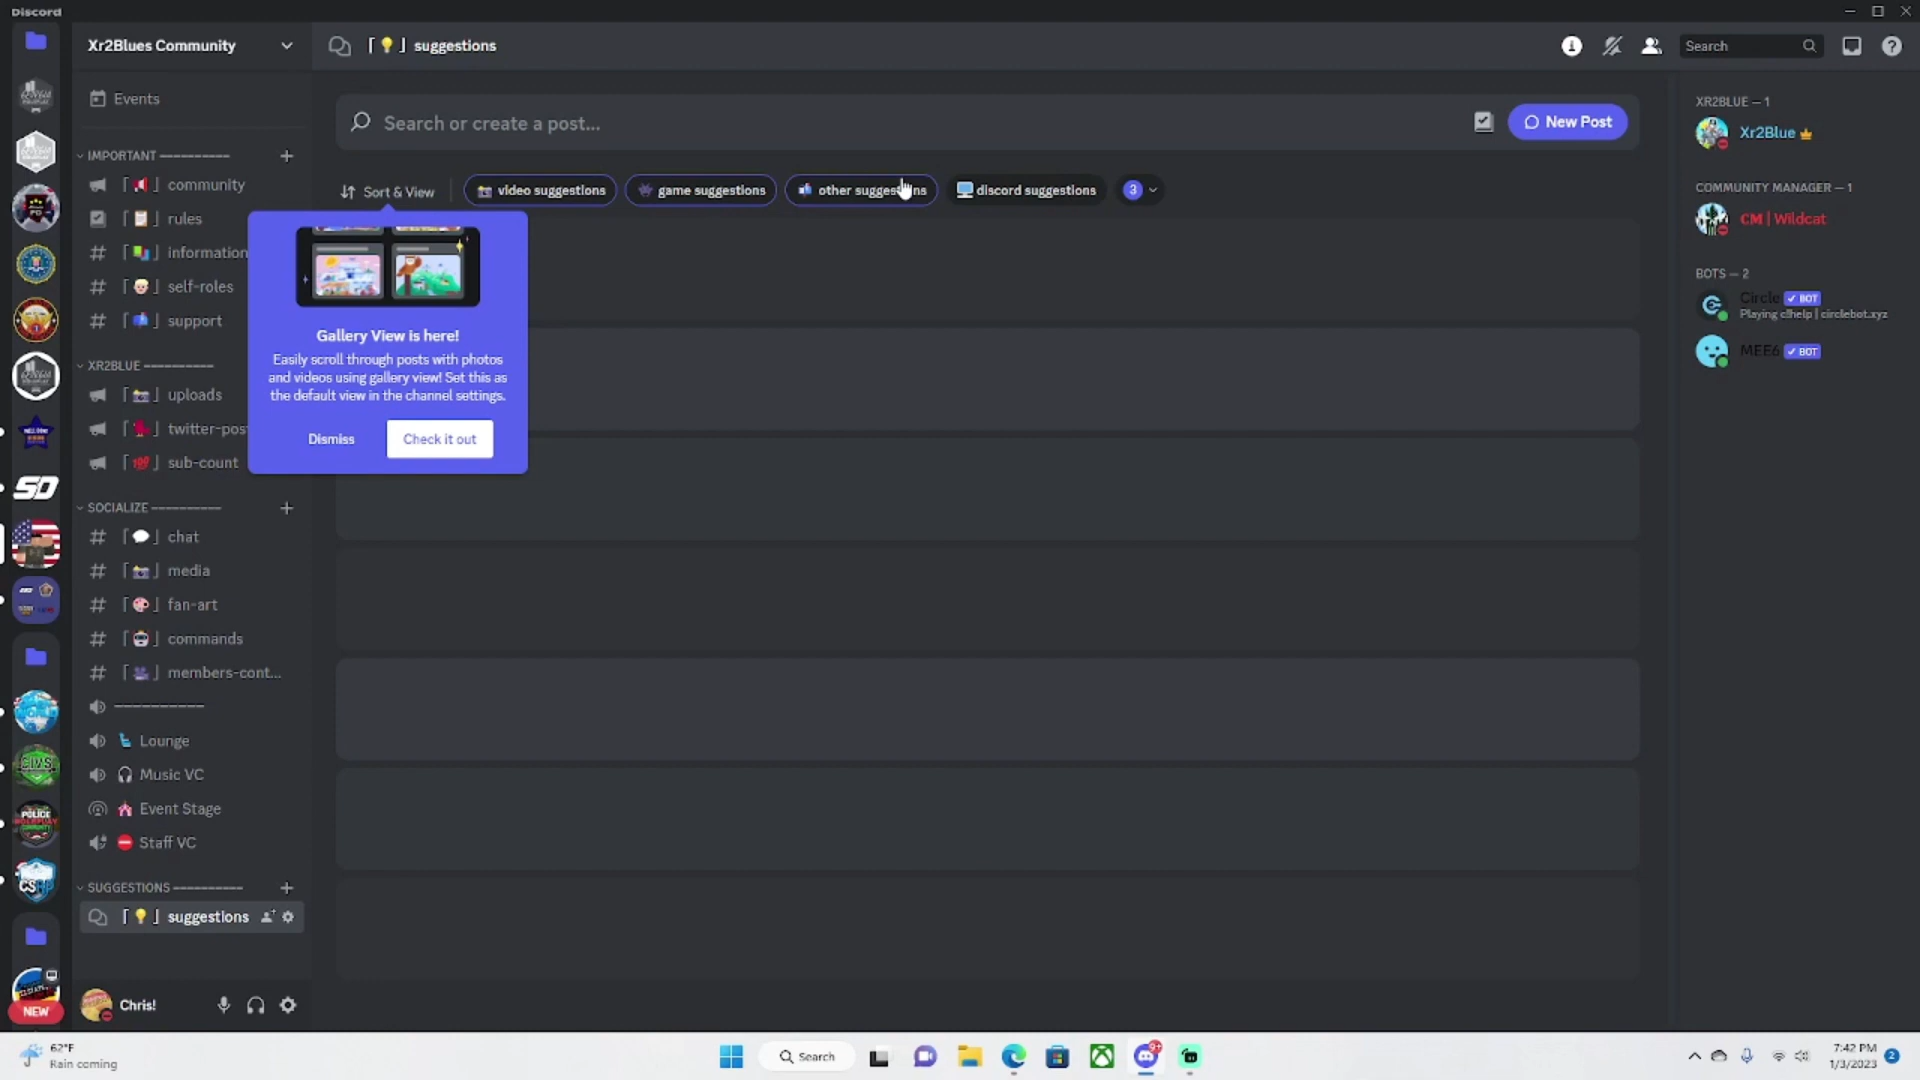 Discord
Xr2Blues Community
「💡」 suggestions
Search
Events
Search or create a post...
New Post
IMPORTANT ----------
「📢」 community
「📋」 rules
「」 information
「」 self-roles
「📫」 support
Sort & View
video suggestions
game suggestions
other suggestions
discord suggestions
3
Gallery View is here!
Easily scroll through posts with photos
and videos using gallery view! Set this as
the default view in the channel settings.
Dismiss
Check it out
XR2BLUE ----------
「📸」 uploads
twitter-pos
「💯」 sub-count
SOCIALIZE ----------
「💬」 chat
「📸」 media
「🎨」 fan-art
「🤖」 commands
「👥」 members-cont...
----------
Lounge
Music VC
Event Stage
Staff VC
SUGGESTIONS ----------
「💡」 suggestions
Chris!
NEW
XR2BLUE — 1
Xr2Blue
COMMUNITY MANAGER — 1
CM | Wildcat
BOTS — 2
Circle ✓ BOT
Playing c!help | circlebot.xyz
MEE6 ✓ BOT
SD
POLICE
62°F
Rain coming
Search
9+
7:42 PM
1/3/2023
2